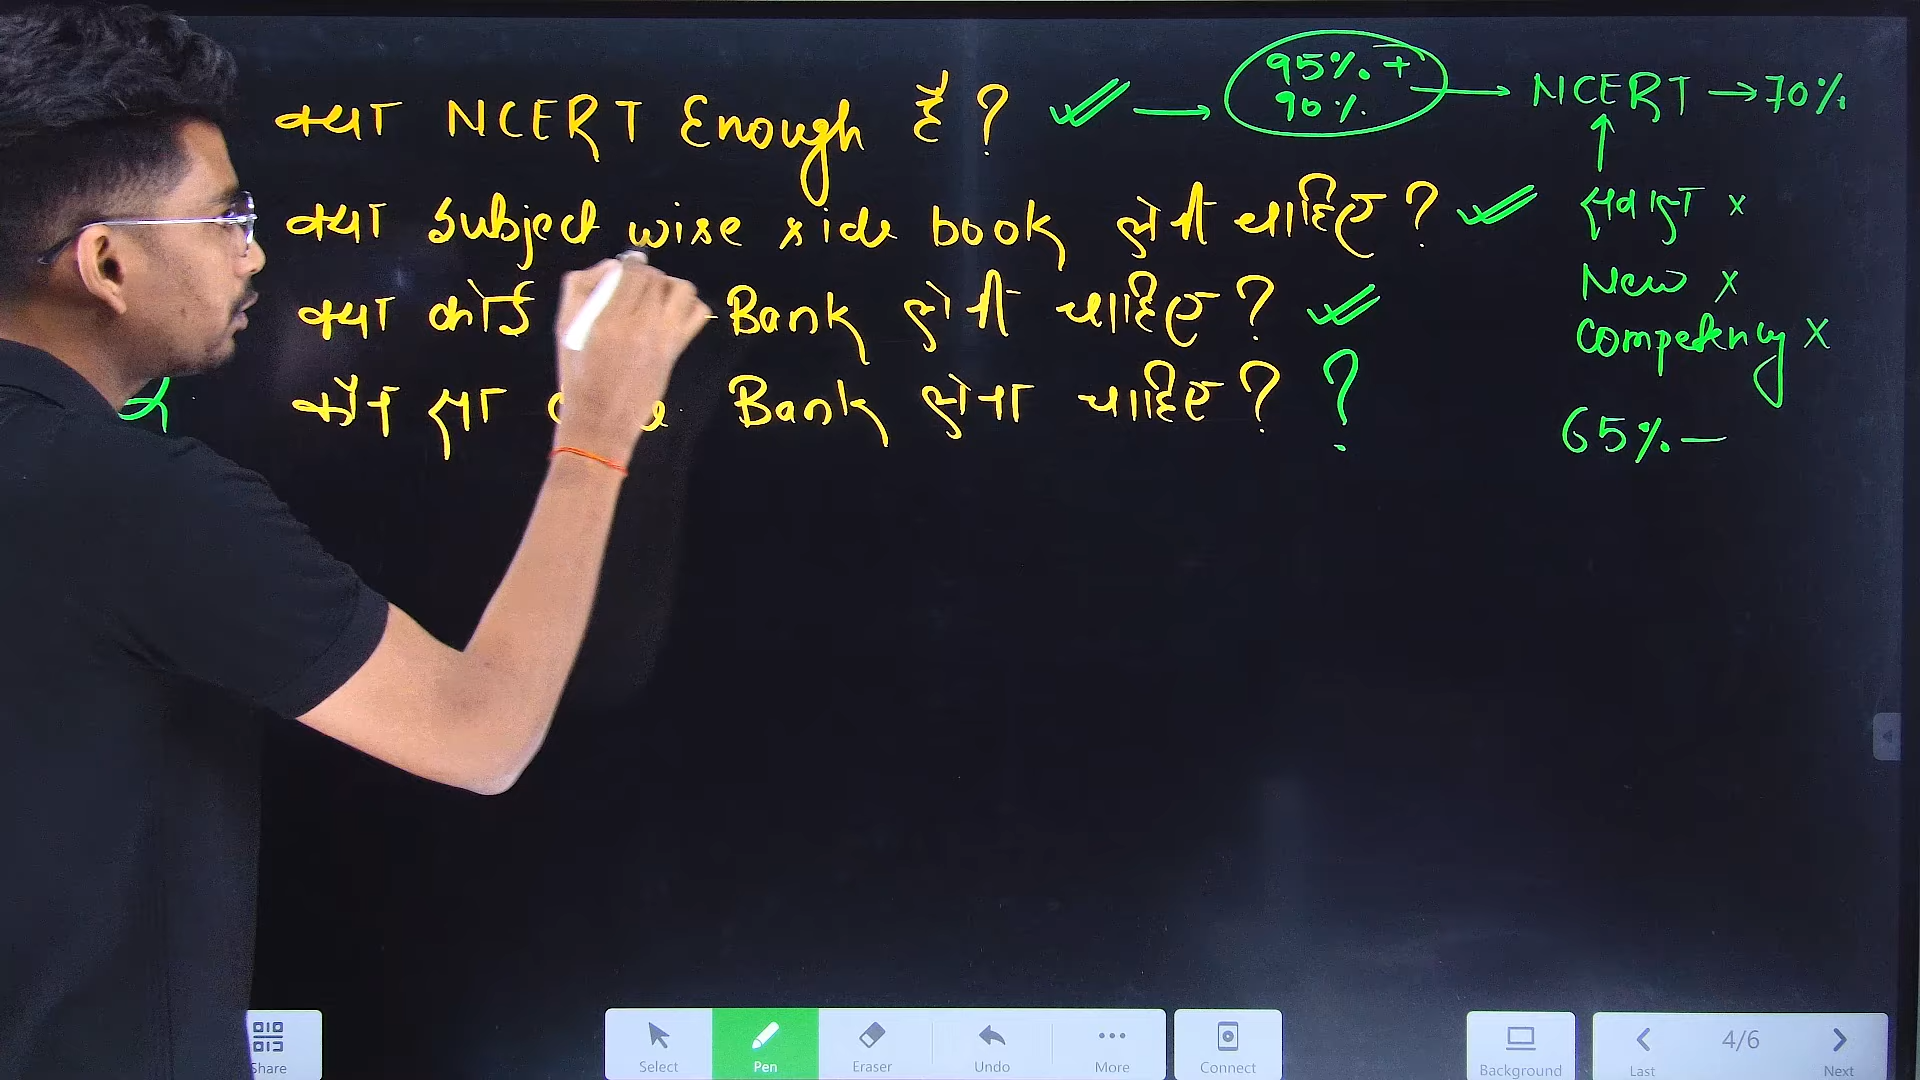 क्या NCERT Enough है ?
95% +
90%
NCERT → 70%
क्या subject wise side book लेनी चाहिए ?
सवाल x
क्या कोई Bank लेनी चाहिए ?
New x
competency x
कौन सा Bank लेना चाहिए ? ?
65% —
Share
Select
Pen
Eraser
Undo
More
Connect
Background
Last
4/6
Next